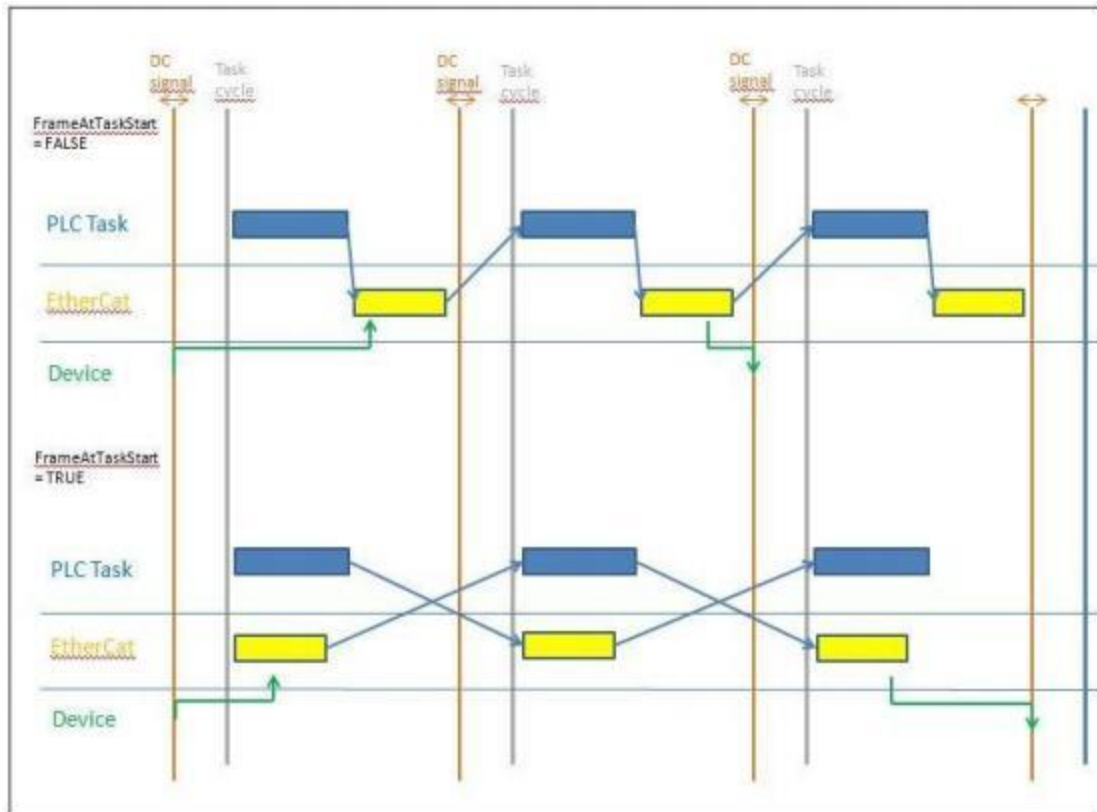 DC
signal
Task
cycle
DC
signal
Task
cycle
DC
signal
Task
cycle
FrameAtTaskStart
= FALSE
PLC Task
EtherCat
Device
FrameAtTaskStart
= TRUE
PLC Task
EtherCat
Device